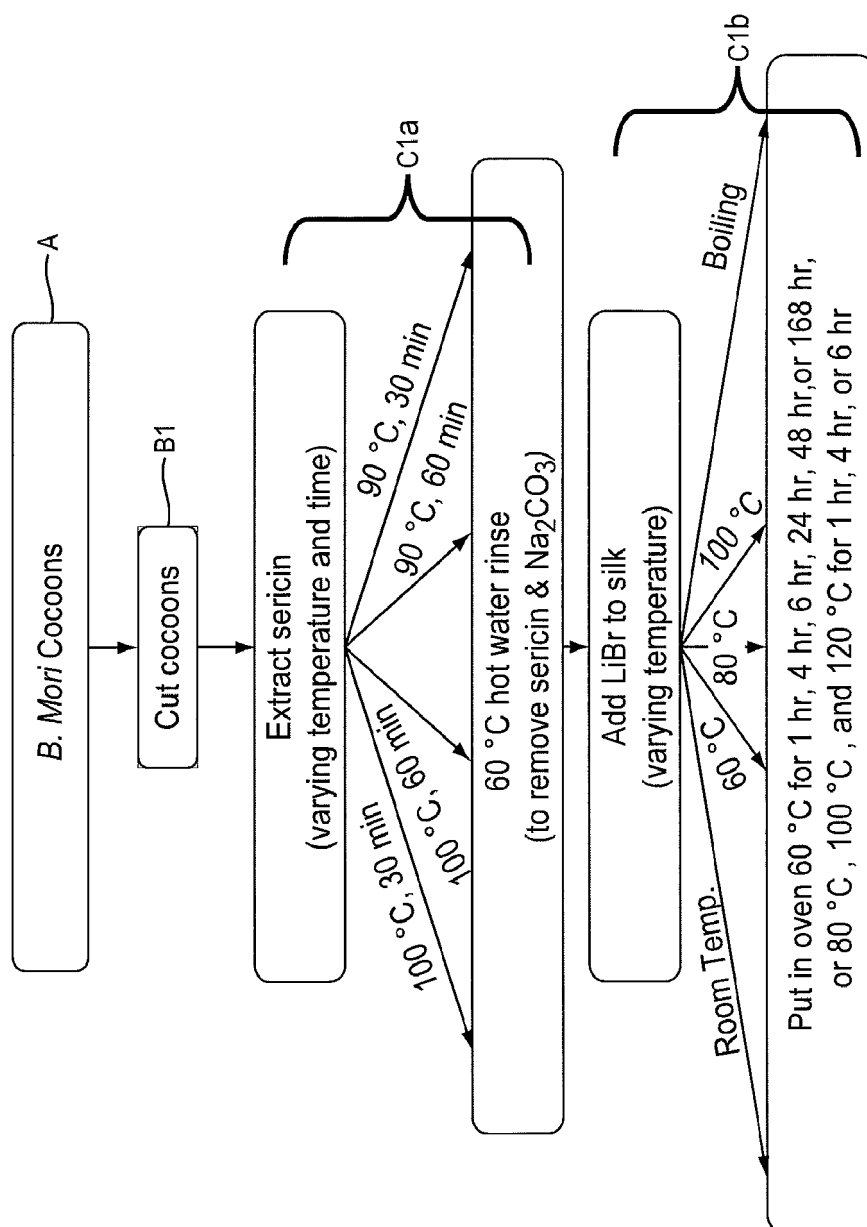 B. Mori Cocoons
A
Cut cocoons
B1
Extract sericin
(varying temperature and time)
100 °C, 30 min
100 °C, 60 min
90 °C, 60 min
90 °C, 30 min
C1a
60 °C hot water rinse
(to remove sericin & Na₂CO₃)
Add LiBr to silk
(varying temperature)
Room Temp.
60°C
80 °C
100 °C
Boiling
C1b
Put in oven 60 °C for 1 hr, 4 hr, 6 hr, 24 hr, 48 hr,or 168 hr,
or 80 °C , 100 °C , and 120 °C for 1 hr, 4 hr, or 6 hr